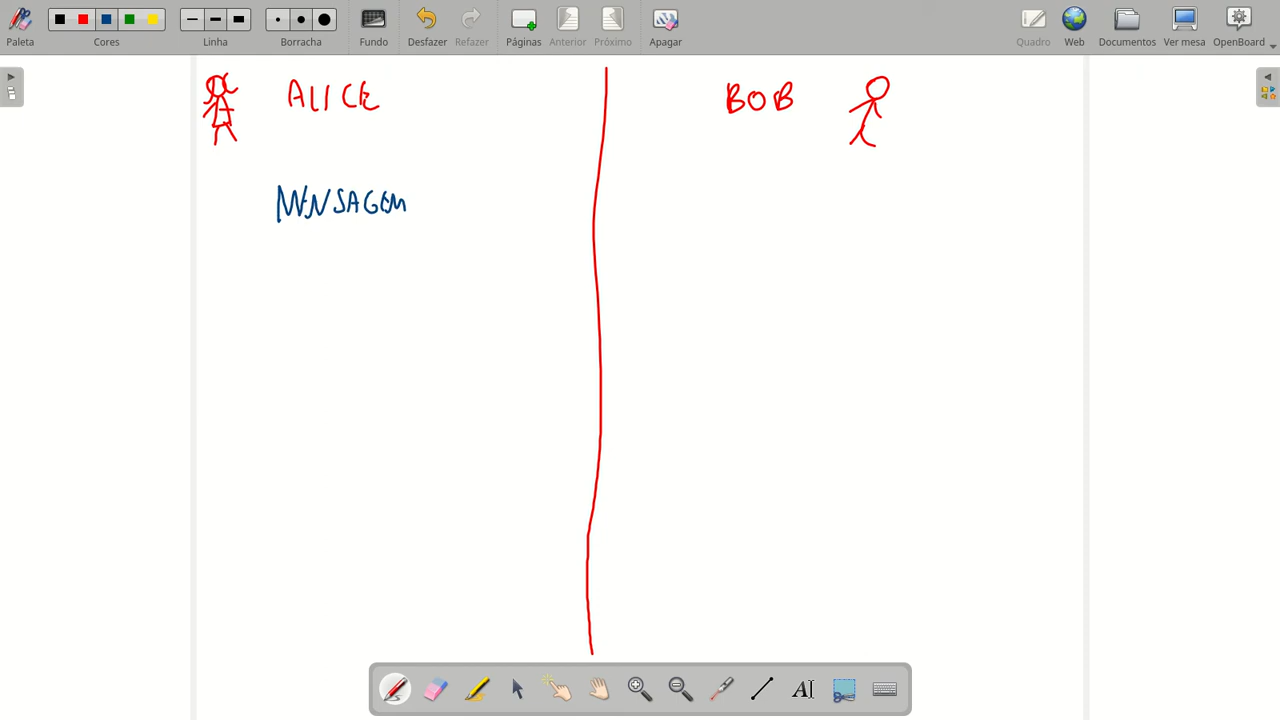 Paleta Cores Linha Borracha Fundo Desfazer Refazer Páginas Anterior Próximo Apagar Quadro Web Documentos Ver mesa OpenBoard
ALICE BOB
MENSAGEM
AI